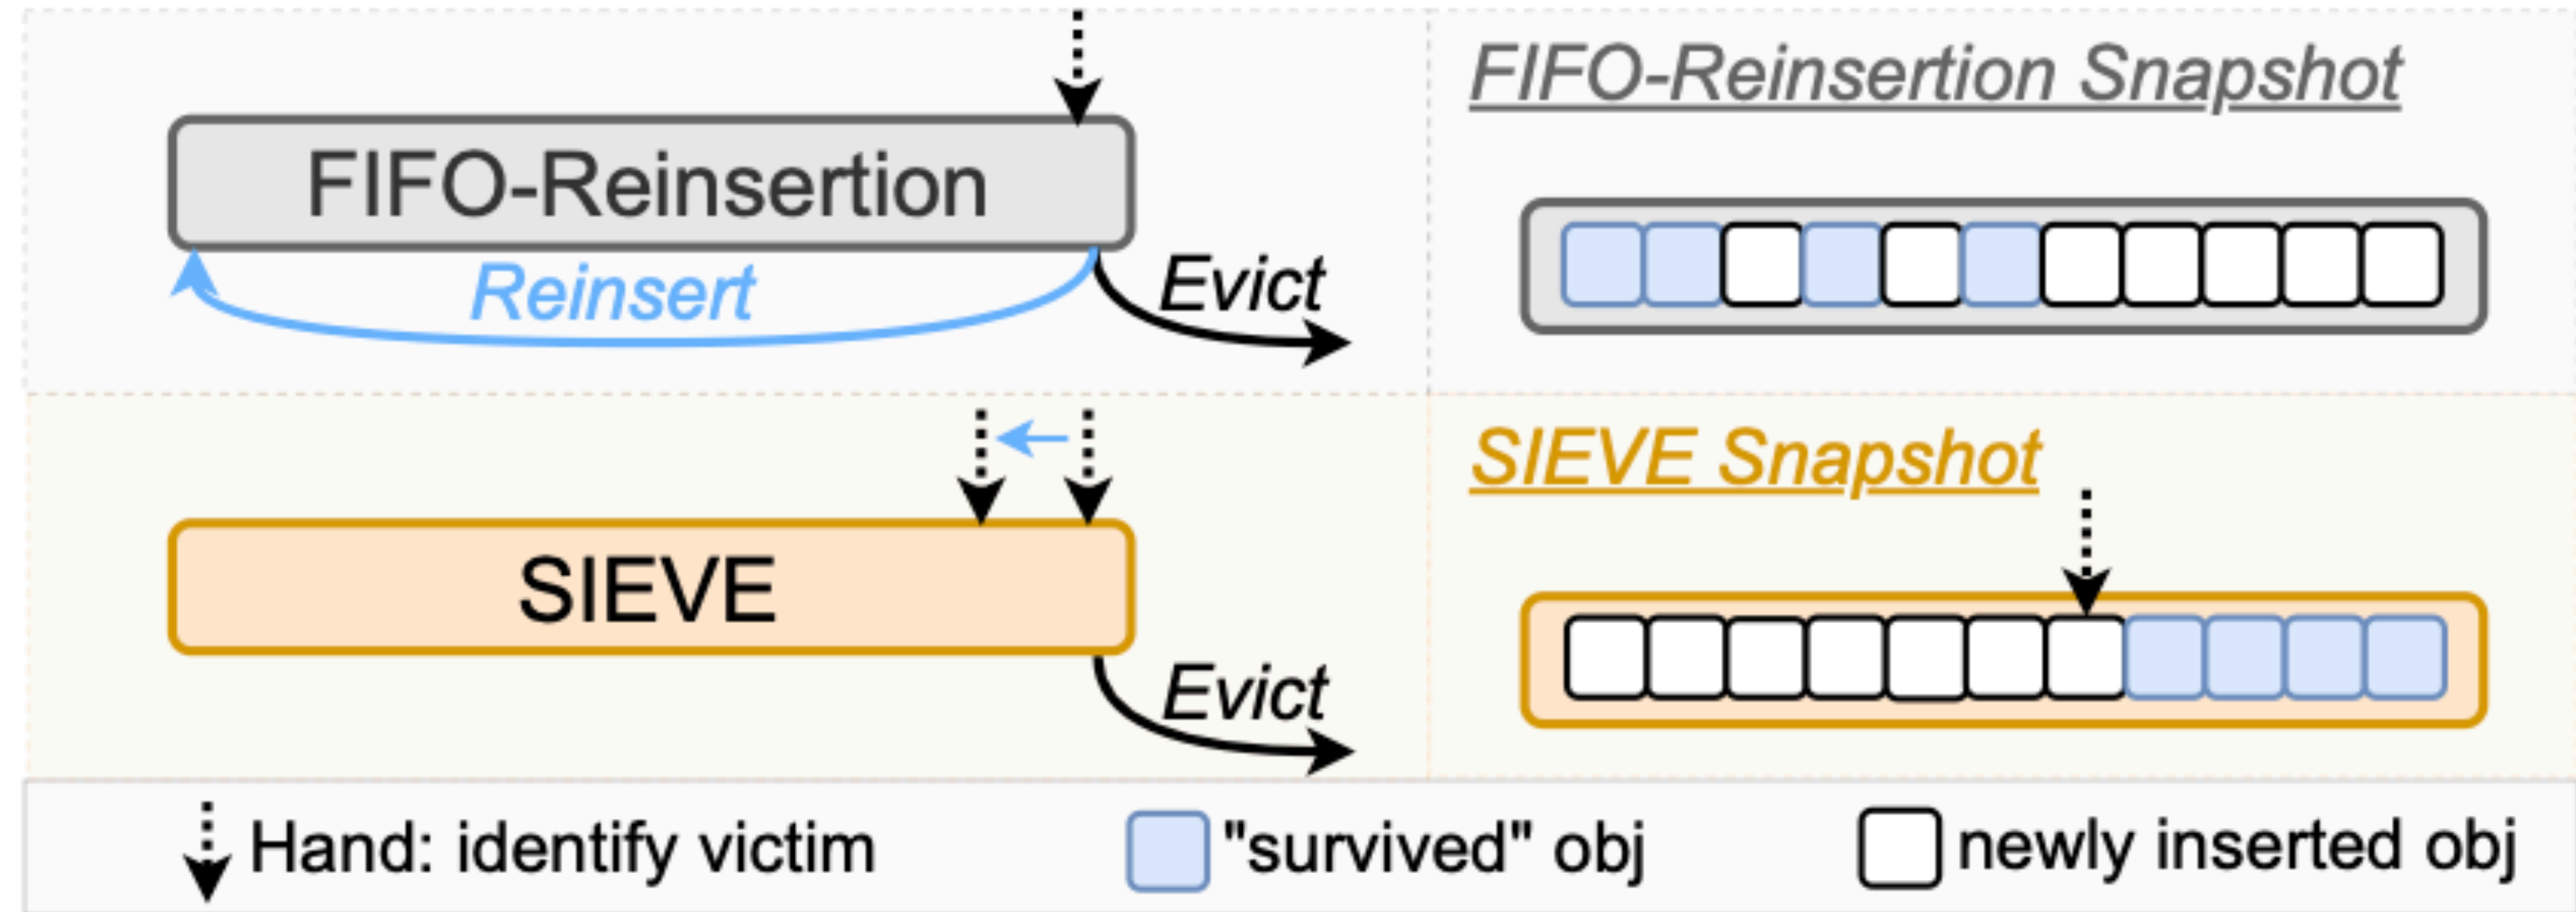 FIFO-Reinsertion Snapshot
FIFO-Reinsertion
Reinsert
Evict
SIEVE Snapshot
SIEVE
Evict
Hand: identify victim
"survived" obj
newly inserted obj